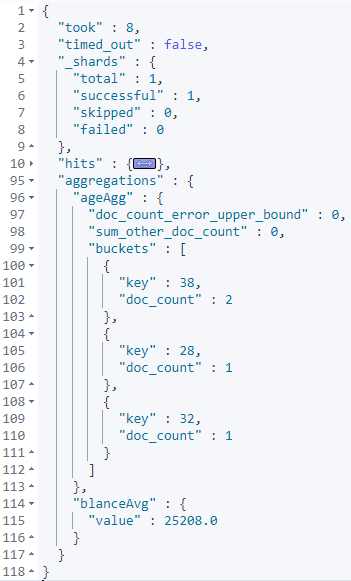 1 {
2 "took" : 8,
3 "timed_out" : false,
4 "_shards" : {
5 "total" : 1,
6 "successful" : 1,
7 "skipped" : 0,
8 "failed" : 0
9 },
10 "hits" : {},
95 "aggregations" : {
96 "ageAgg" : {
97 "doc_count_error_upper_bound" : 0,
98 "sum_other_doc_count" : 0,
99 "buckets" : [
100 {
101 "key" : 38,
102 "doc_count" : 2
103 },
104 {
105 "key" : 28,
106 "doc_count" : 1
107 },
108 {
109 "key" : 32,
110 "doc_count" : 1
111 }
112 ]
113 },
114 "blanceAvg" : {
115 "value" : 25208.0
116 }
117 }
118 }